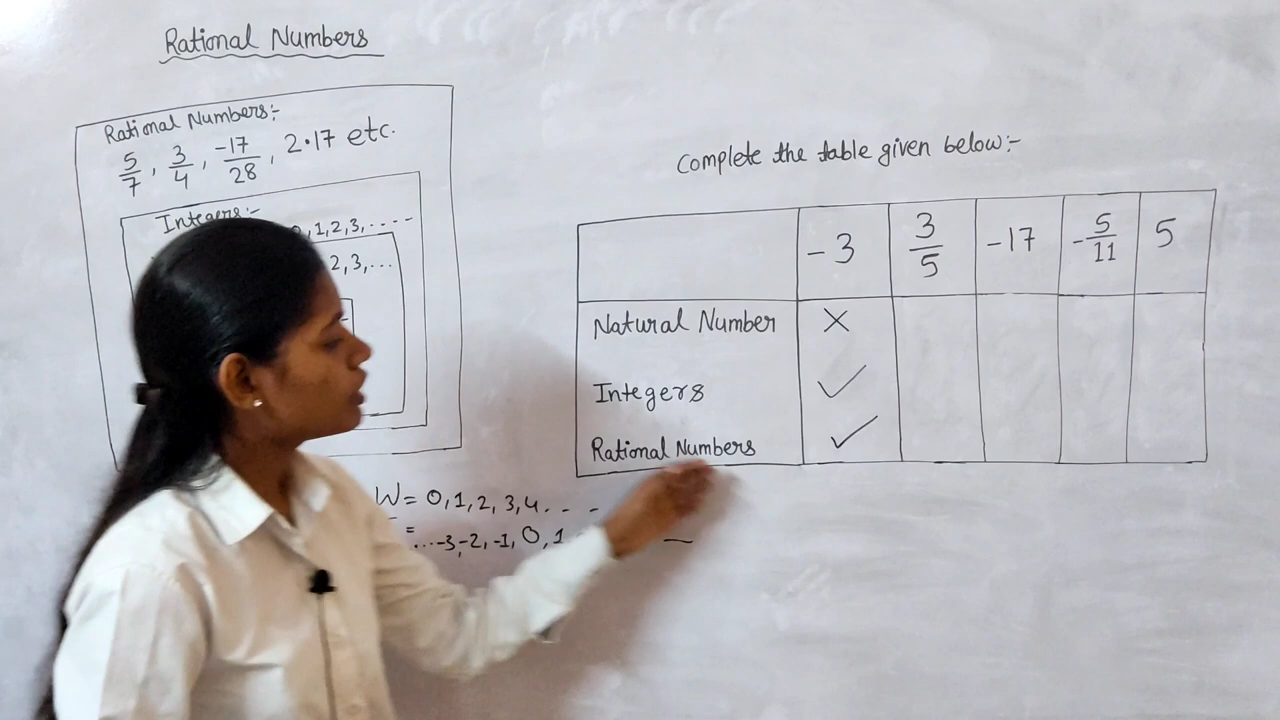 Rational Numbers
Rational Numbers:-
5/7, 3/4, -17/28, 2.17 etc.
Integers:-
0, 1, 2, 3, ....
2, 3, ...
W = 0, 1, 2, 3, 4 . . . -
= ...-3, -2, -1, 0, 1
Complete the table given below:-
-3 3/5 -17 -5/11 5
Natural Number ×
Integers ✓
Rational Numbers ✓